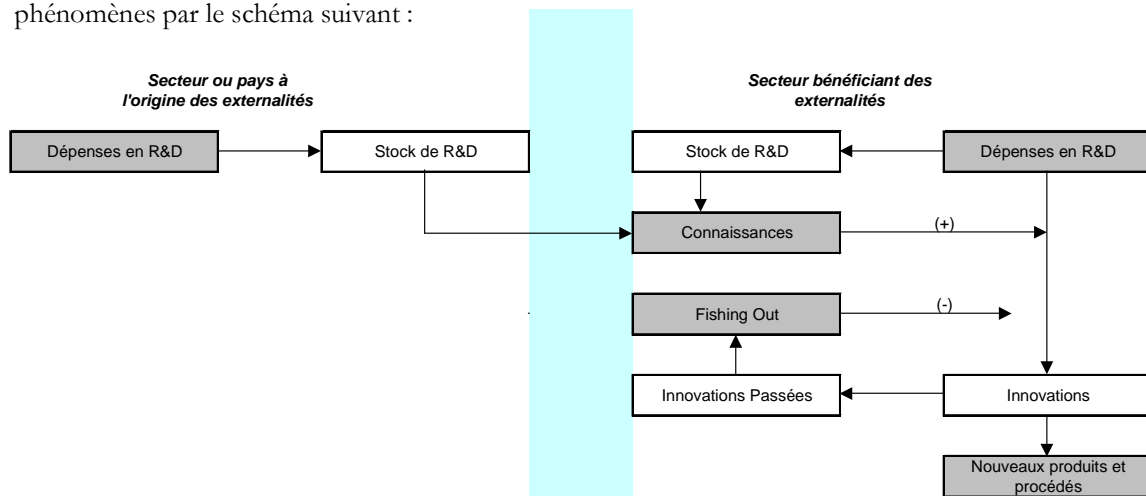 phénomènes par le schéma suivant :
Secteur ou pays à
l'origine des externalités
Secteur bénéficiant des
externalités
Dépenses en R&D
Stock de R&D
Stock de R&D
Dépenses en R&D
Connaissances
(+)
Fishing Out
(-)
Innovations Passées
Innovations
Nouveaux produits et
procédés